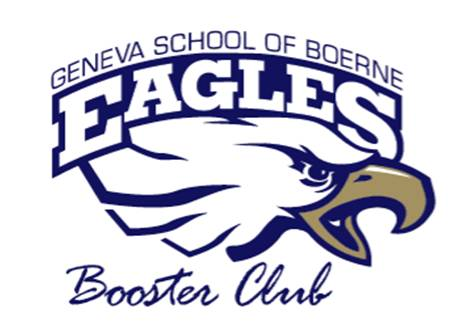 GENEVA SCHOOL OF BOERNE
EAGLES
Booster Club